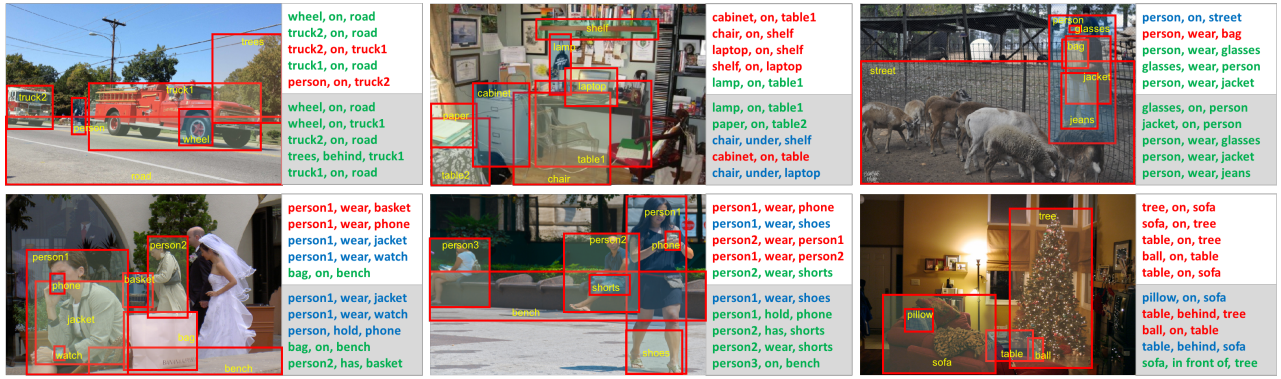 trees
truck2
truck1
person
wheel
road
wheel, on, road
truck2, on, road
truck2, on, truck1
truck1, on, road
person, on, truck2
wheel, on, road
wheel, on, truck1
truck2, on, road
trees, behind, truck1
truck1, on, road
shelf
lamp
laptop
cabinet
paper
table1
table2
chair
cabinet, on, table1
chair, on, shelf
laptop, on, shelf
shelf, on, laptop
lamp, on, table1
lamp, on, table1
paper, on, table2
chair, under, shelf
cabinet, on, table
chair, under, laptop
person
glasses
bag
street
jacket
jeans
person, on, street
person, wear, bag
person, wear, glasses
glasses, wear, person
person, wear, jacket
glasses, on, person
jacket, on, person
person, wear, glasses
person, wear, jacket
person, wear, jeans
person2
person1
basket
phone
jacket
bag
watch
bench
person1, wear, basket
person1, wear, phone
person1, wear, jacket
person1, wear, watch
bag, on, bench
person1, wear, jacket
person1, wear, watch
person, hold, phone
bag, on, bench
person2, has, basket
person1
person3
person2
phone
shorts
bench
shoes
person1, wear, phone
person1, wear, shoes
person2, wear, person1
person1, wear, person2
person2, wear, shorts
person1, wear, shoes
person1, hold, phone
person2, has, shorts
person2, wear, shorts
person3, on, bench
tree
pillow
table
ball
sofa
tree, on, sofa
sofa, on, tree
table, on, tree
ball, on, table
table, on, sofa
pillow, on, sofa
table, behind, tree
ball, on, table
table, behind, sofa
sofa, in front of, tree